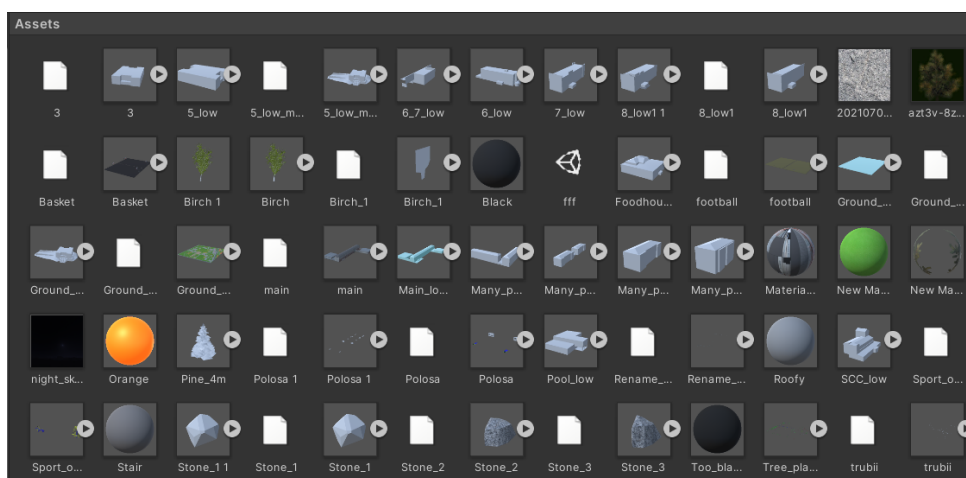 Assets
3 3 5_low 5_low_m... 5_low_m... 6_7_low 6_low 7_low 8_low1 1 8_low1 8_low1 2021070... azt3v-8z...
Basket Basket Birch 1 Birch Birch_1 Birch_1 Black fff Foodhou... football football Ground_... Ground_...
Ground_... Ground_... Ground_... main main Main_lo... Many_p... Many_p... Many_p... Many_p... Materia... New Ma... New Ma...
night_sk... Orange Pine_4m Polosa 1 Polosa 1 Polosa Polosa Pool_low Rename_... Rename_... Roofy SCC_low Sport_o...
Sport_o... Stair Stone_1 1 Stone_1 Stone_1 Stone_2 Stone_2 Stone_3 Stone_3 Too_bla... Tree_pla... trubii trubii